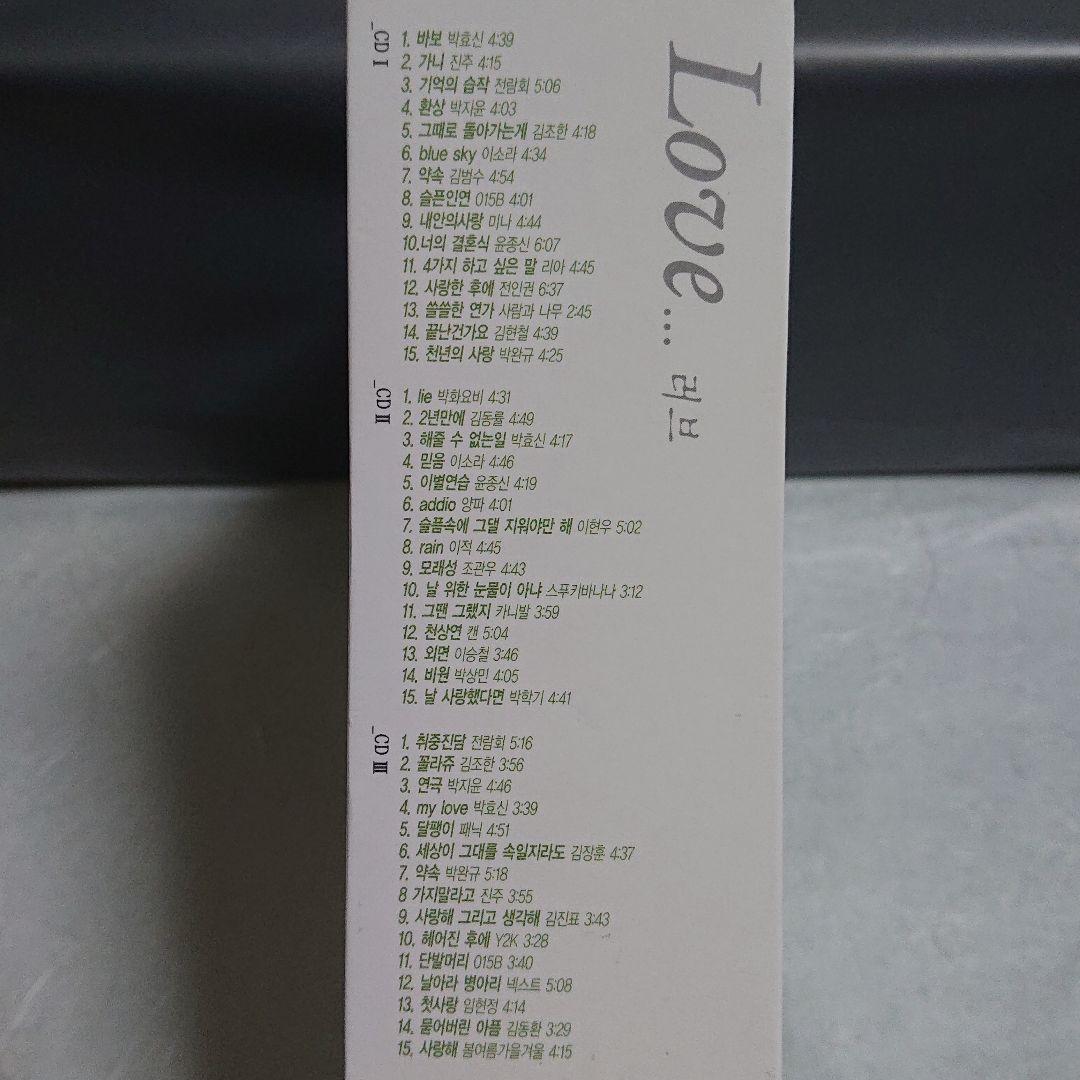 Love... 러브
_CD I
1. 바보 박효신 4:39
2. 가니 진주 4:15
3. 기억의 습작 전람회 5:06
4. 환상 박지윤 4:03
5. 그때로 돌아가는게 김조한 4:18
6. blue sky 이소라 4:34
7. 약속 김범수 4:54
8. 슬픈인연 015B 4:01
9. 내안의사랑 미나 4:44
10.너의 결혼식 윤종신 6:07
11. 4가지 하고 싶은 말 리아 4:45
12. 사랑한 후에 전인권 6:37
13. 쓸쓸한 연가 사람과 나무 2:45
14. 끝난건가요 김현철 4:39
15. 천년의 사랑 박완규 4:25
_CD II
1. lie 박화요비 4:31
2. 2년만에 김동률 4:49
3. 해줄 수 없는일 박효신 4:17
4. 믿음 이소라 4:46
5. 이별연습 윤종신 4:19
6. addio 양파 4:01
7. 슬픔속에 그댈 지워야만 해 이현우 5:02
8. rain 이적 4:45
9. 모래성 조관우 4:43
10. 날 위한 눈물이 아냐 스푸키바나나 3:12
11. 그땐 그랬지 카니발 3:59
12. 천상연 캔 5:04
13. 외면 이승철 3:46
14. 비원 박상민 4:05
15. 날 사랑했다면 박학기 4:41
_CD III
1. 취중진담 전람회 5:16
2. 꼴라쥬 김조한 3:56
3. 연극 박지윤 4:46
4. my love 박효신 3:39
5. 달팽이 패닉 4:51
6. 세상이 그대를 속일지라도 김장훈 4:37
7. 약속 박완규 5:18
8 가지말라고 진주 3:55
9. 사랑해 그리고 생각해 김진표 3:43
10. 헤어진 후에 Y2K 3:28
11. 단발머리 015B 3:40
12. 날아라 병아리 넥스트 5:08
13. 첫사랑 임현정 4:14
14. 묻어버린 아픔 김동환 3:29
15. 사랑해 봄여름가을겨울 4:15